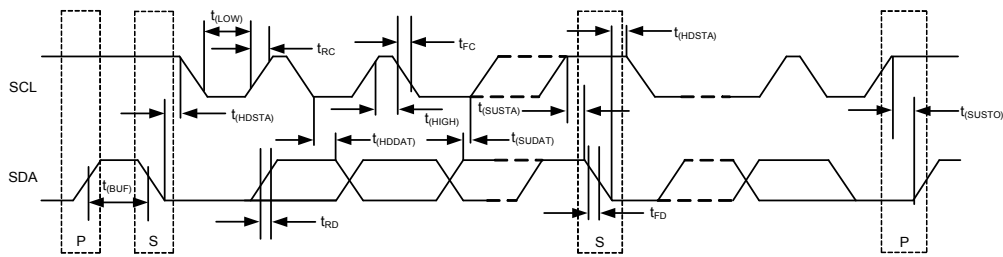 t(LOW)
t(HDSTA)
tRC
tFC
SCL
t(HDSTA)
t(HIGH)
t(SUSTA)
t(SUSTO)
t(HDDAT)
t(SUDAT)
SDA
t(BUF)
tRD
tFD
P
S
S
P